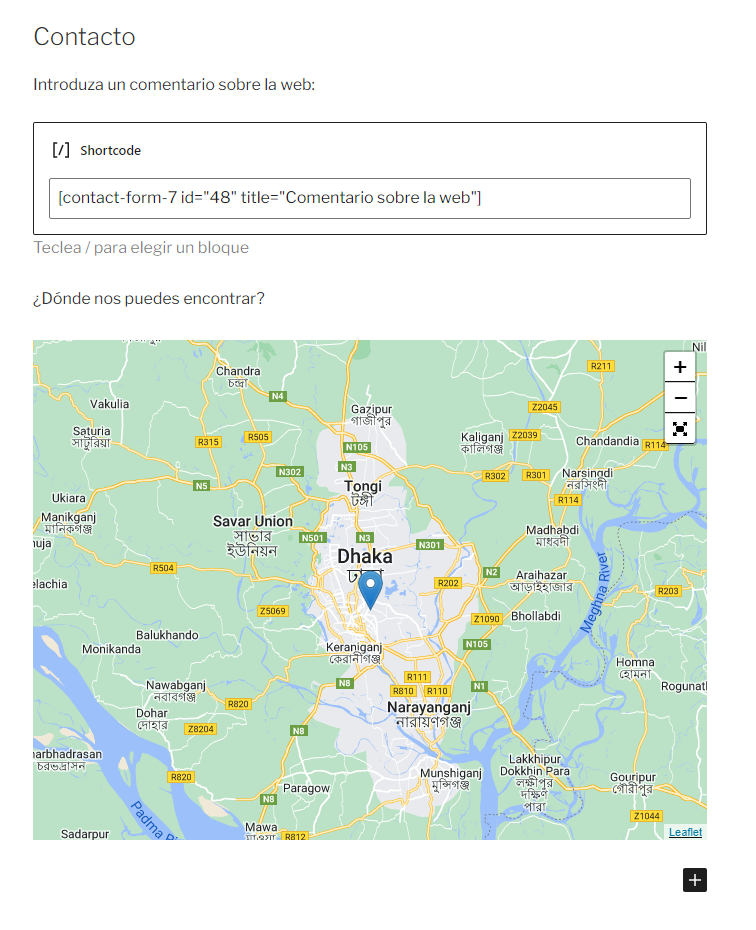 Contacto
Introduza un comentario sobre la web:
[/] Shortcode
[contact-form-7 id="48" title="Comentario sobre la web"]
Teclea / para elegir un bloque
¿Dónde nos puedes encontrar?
Nil
+
R211
Chandra
চন্দ্রা
−
N4
Vakulia
Gazipur
গাজীপুর
Z2045
Saturia
সাটুরিয়া
R315
R505
Kaliganj
কালিগঞ্জ
Z2039
Chandandia
R114
N105
N3
N302
R302
R301
Narsingdi
নরসিংদী
N5
Tongi
টঙ্গী
R114
Ukiara
Manikganj
মানিকগঞ্জ
Savar Union
সাভার
ইউনিয়ন
Madhabdi
মাধবদী
nuja
N501
N3
N301
Dhaka
R504
N2
elachia
R202
Araihazar
আড়াইহাজার
R203
Meghna River
Z5069
Z1090
Bhollabdi
Balukhando
Monikanda
Keraniganj
কেরানীগঞ্জ
N105
Homna
হোমনা
Nawabganj
নবাবগঞ্জ
N8
R111
R810
R110
N1
Rogunat
R820
Narayanganj
নারায়ণগঞ্জ
Dohar
দোহার
Z8204
N8
harbhadrasan
চরভদ্রাসন
Lakkhipur
Dokkhin Para
লক্ষীপুর
দক্ষিণ
পারা
R820
Munshiganj
মুন্সিগঞ্জ
Gouripur
গৌরীপুর
Paragow
N8
Padma Ri
Z1044
Sadarpur
Mawa
R812
Leaflet
+